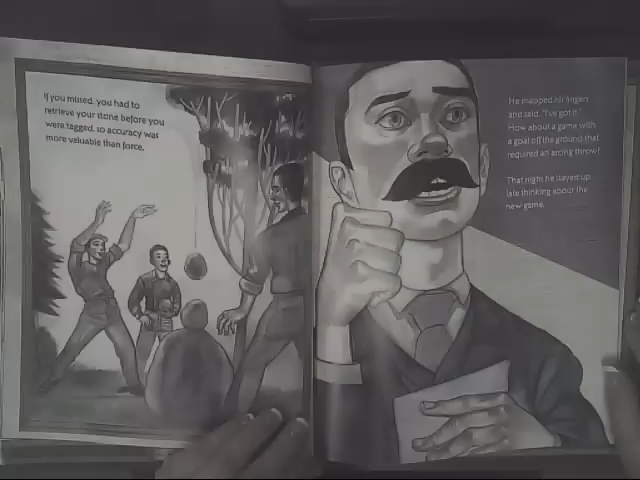 If you missed, you had to
retrieve your stone before you
were tagged, so accuracy was
more valuable than force.
He snapped his fingers
and said, "I've got it!"
How about a game with
a goal off the ground that
required an arcing throw?
That night he stayed up
late thinking about the
new game.